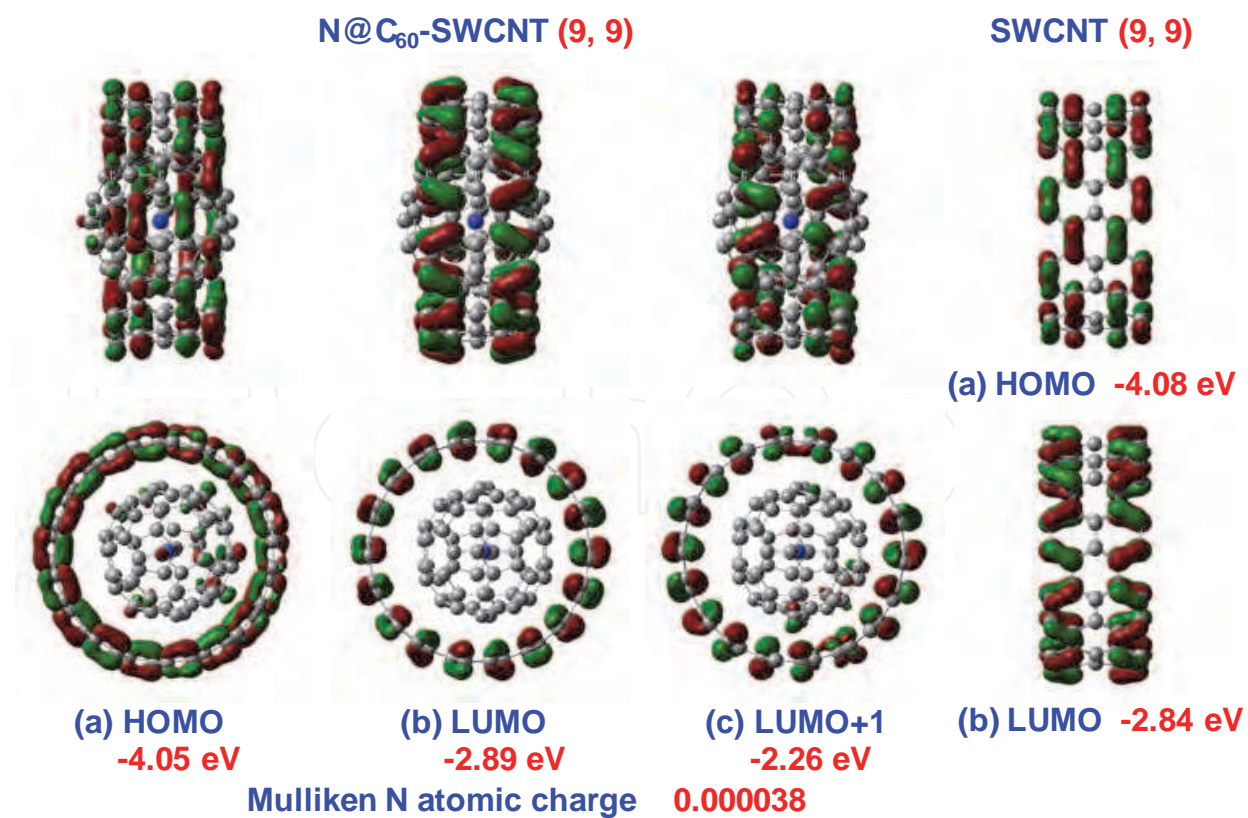 N@C60-SWCNT (9, 9)
SWCNT (9, 9)
(a) HOMO -4.08 eV
(a) HOMO
-4.05 eV
(b) LUMO
-2.89 eV
(c) LUMO+1
-2.26 eV
(b) LUMO -2.84 eV
Mulliken N atomic charge 0.000038